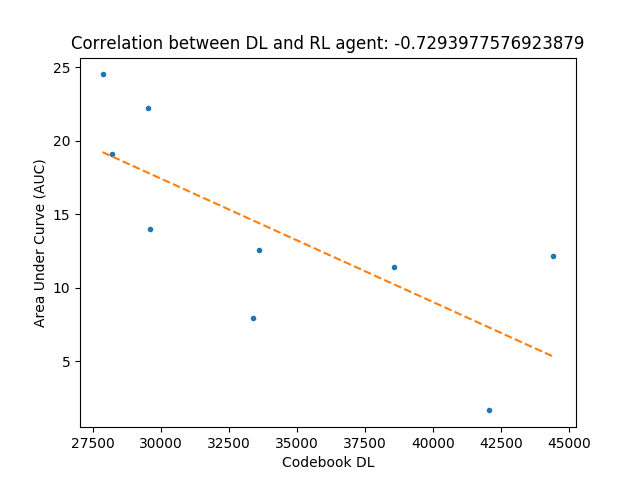 Correlation between DL and RL agent: -0.7293977576923879
25
20
15
10
5
Area Under Curve (AUC)
27500 30000 32500 35000 37500 40000 42500 45000
Codebook DL